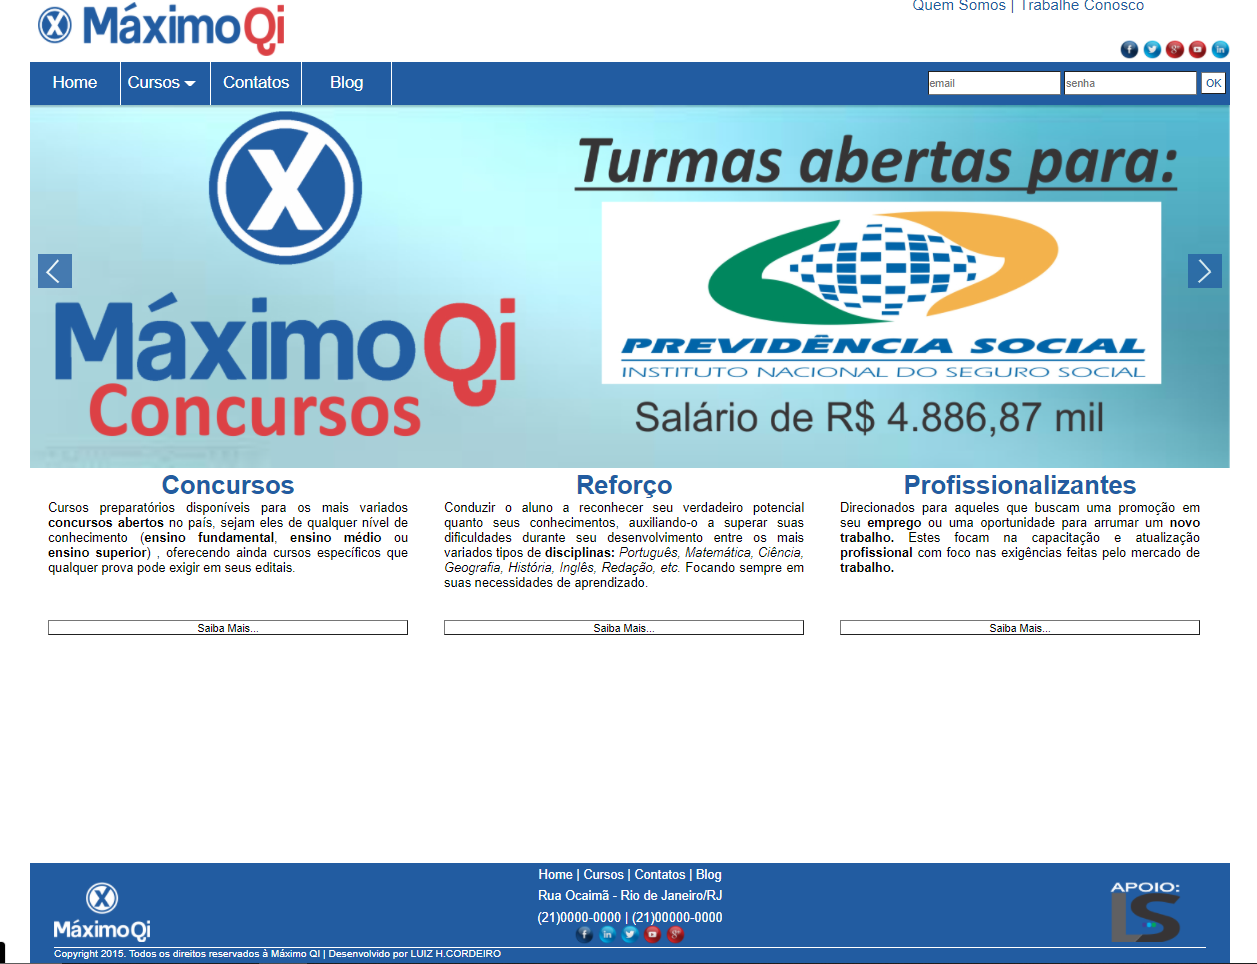 MáximoQi
Quem Somos | Trabalhe Conosco
Home Cursos Contatos Blog
email senha OK
Turmas abertas para:
PREVIDÊNCIA SOCIAL
INSTITUTO NACIONAL DO SEGURO SOCIAL
MáximoQi
Concursos
Salário de R$ 4.886,87 mil
Concursos
Cursos preparatórios disponíveis para os mais variados
concursos abertos no país, sejam eles de qualquer nível de
conhecimento (ensino fundamental, ensino médio ou
ensino superior) , oferecendo ainda cursos específicos que
qualquer prova pode exigir em seus editais.
Saiba Mais...
Reforço
Conduzir o aluno a reconhecer seu verdadeiro potencial
quanto seus conhecimentos, auxiliando-o a superar suas
dificuldades durante seu desenvolvimento entre os mais
variados tipos de disciplinas: Português, Matemática, Ciência,
Geografia, História, Inglês, Redação, etc. Focando sempre em
suas necessidades de aprendizado.
Saiba Mais...
Profissionalizantes
Direcionados para aqueles que buscam uma promoção em
seu emprego ou uma oportunidade para arrumar um novo
trabalho. Estes focam na capacitação e atualização
profissional com foco nas exigências feitas pelo mercado de
trabalho.
Saiba Mais...
MáximoQi
Home | Cursos | Contatos | Blog
Rua Ocaimã - Rio de Janeiro/RJ
(21)0000-0000 | (21)00000-0000
APOIO:
LS
Copyright 2015. Todos os direitos reservados à Máximo QI | Desenvolvido por LUIZ H.CORDEIRO